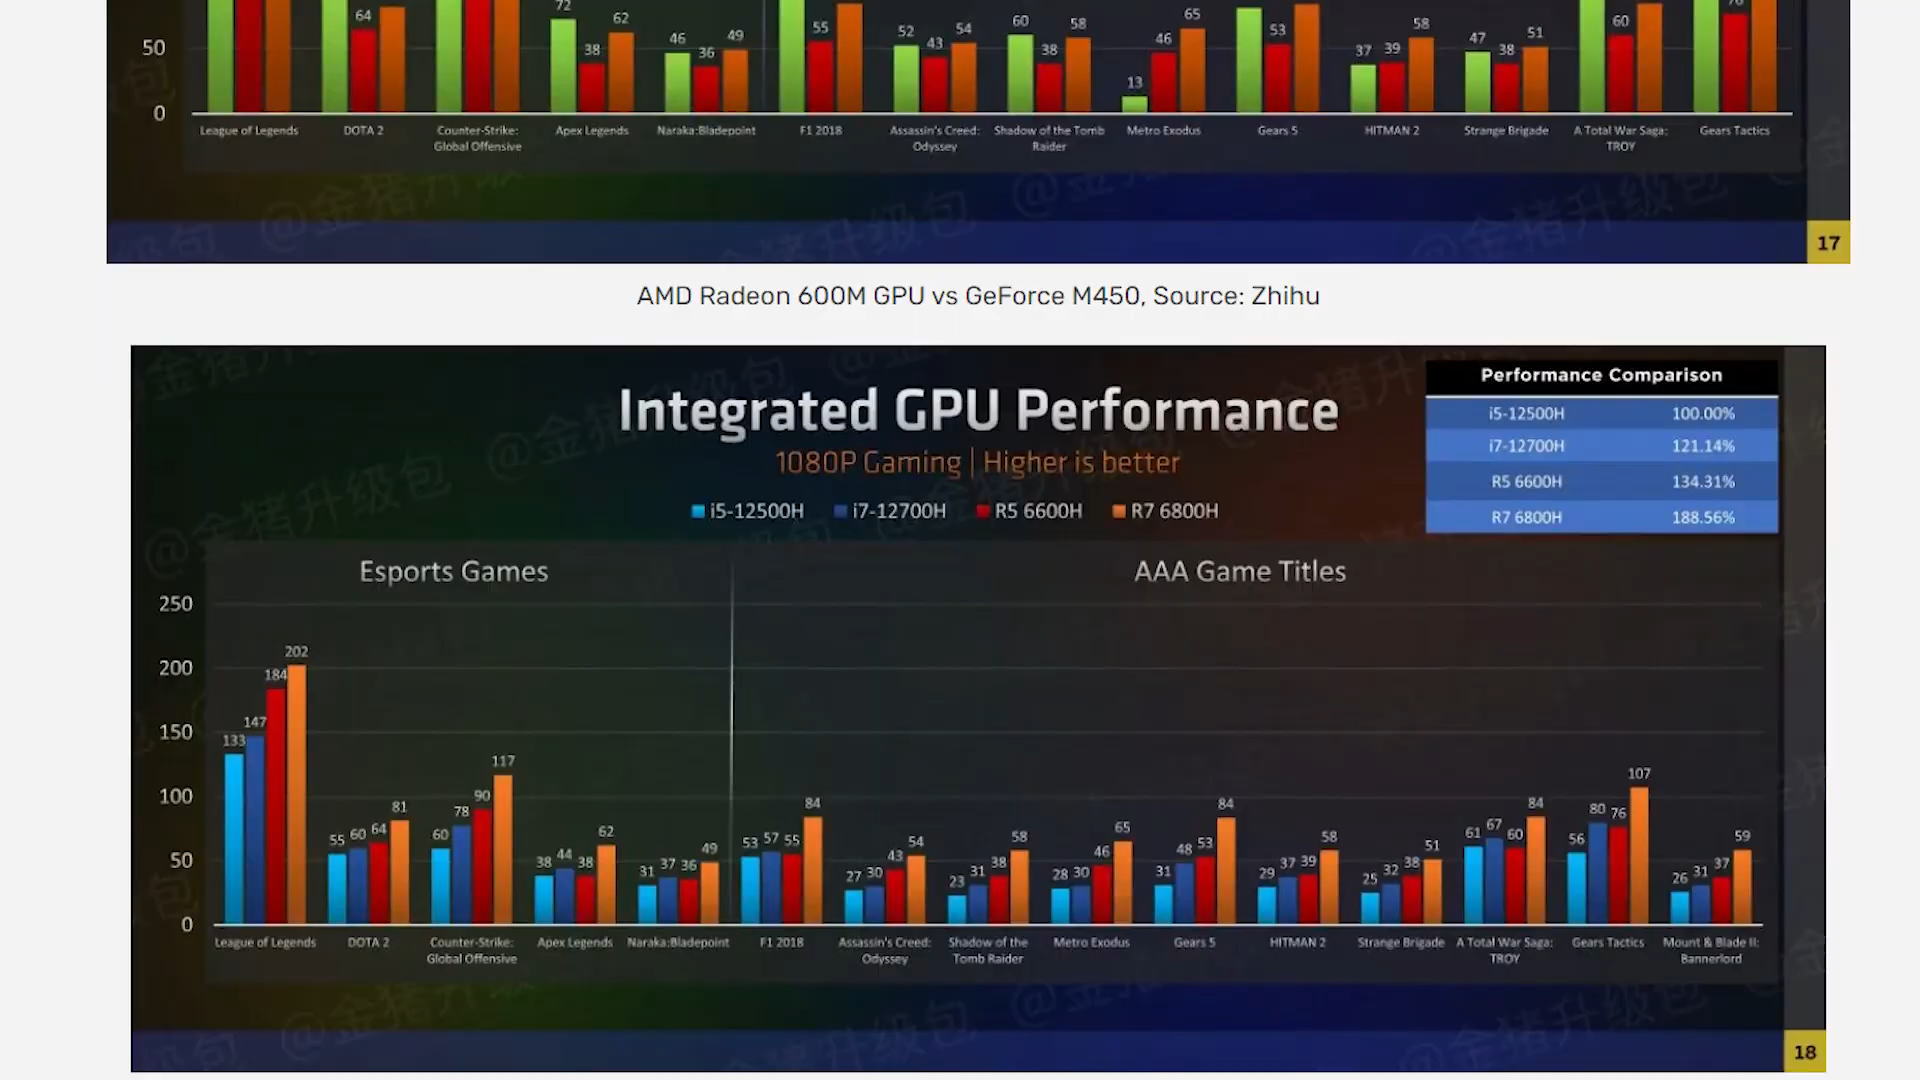 72
64
62
60
58
65
60
76
55
52
54
53
58
46
49
43
46
47
51
38
36
38
37
39
38
13
50
0
League of Legends
DOTA 2
Counter-Strike:
Global Offensive
Apex Legends
Naraka:Bladepoint
F1 2018
Assassin's Creed:
Odyssey
Shadow of the Tomb
Raider
Metro Exodus
Gears 5
HITMAN 2
Strange Brigade
A Total War Saga:
TROY
Gears Tactics
@金猪升级包
17
AMD Radeon 600M GPU vs GeForce M450, Source: Zhihu
Integrated GPU Performance
1080P Gaming | Higher is better
i5-12500H i7-12700H R5 6600H R7 6800H
Performance Comparison
i5-12500H 100.00%
i7-12700H 121.14%
R5 6600H 134.31%
R7 6800H 188.56%
Esports Games
AAA Game Titles
250
200
150
100
50
0
133 147 184 202
55 60 64 81
60 78 90 117
38 44 38 62
31 37 36 49
53 57 55 84
27 30 43 54
23 31 38 58
28 30 46 65
31 48 53 84
29 37 39 58
25 32 38 51
61 67 60 84
56 80 76 107
26 31 37 59
League of Legends
DOTA 2
Counter-Strike:
Global Offensive
Apex Legends
Naraka:Bladepoint
F1 2018
Assassin's Creed:
Odyssey
Shadow of the
Tomb Raider
Metro Exodus
Gears 5
HITMAN 2
Strange Brigade
A Total War Saga:
TROY
Gears Tactics
Mount & Blade II:
Bannerlord
@金猪升级包
18